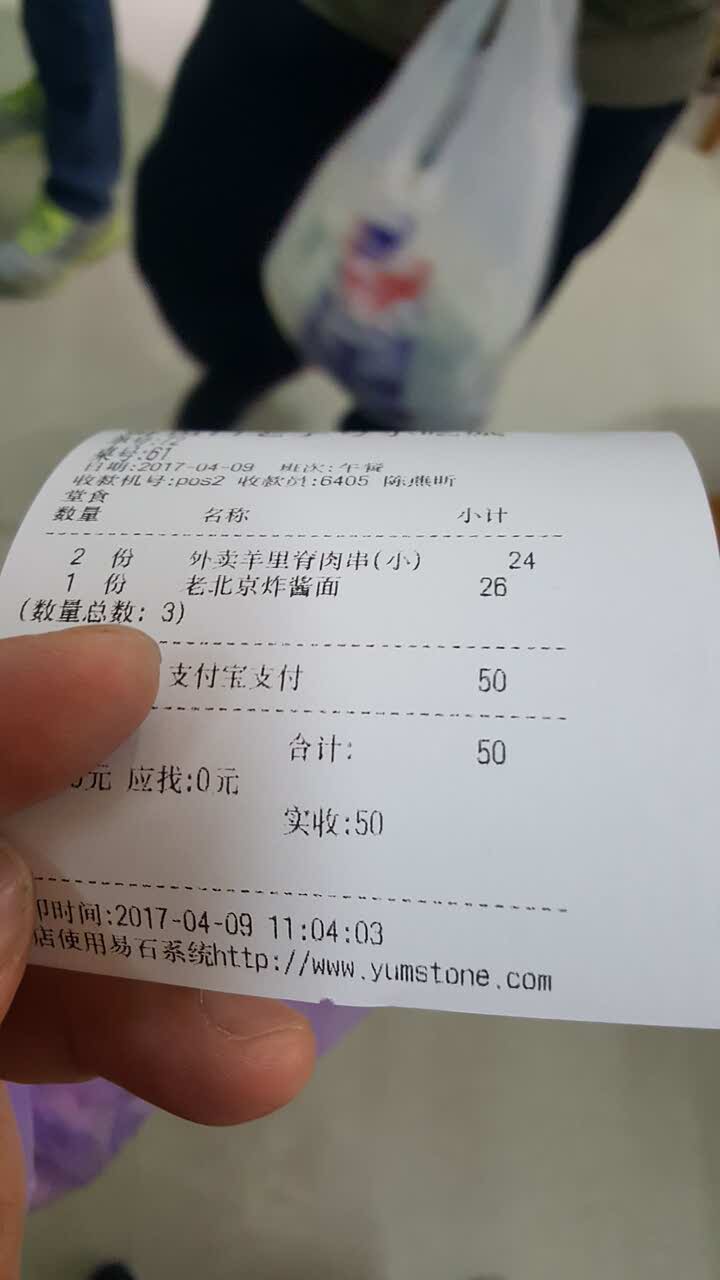 桌号:61
日期:2017-04-09 班次:午餐
收款机号:pos2 收款员:6405 陈燕昕
堂食
数量 名称 小计
2 份 外卖羊里脊肉串(小) 24
1 份 老北京炸酱面 26
(数量总数: 3)
支付宝支付 50
合计: 50
元 应找:0元
实收:50
印时间:2017-04-09 11:04:03
店使用易石系统http://www.yumstone.com